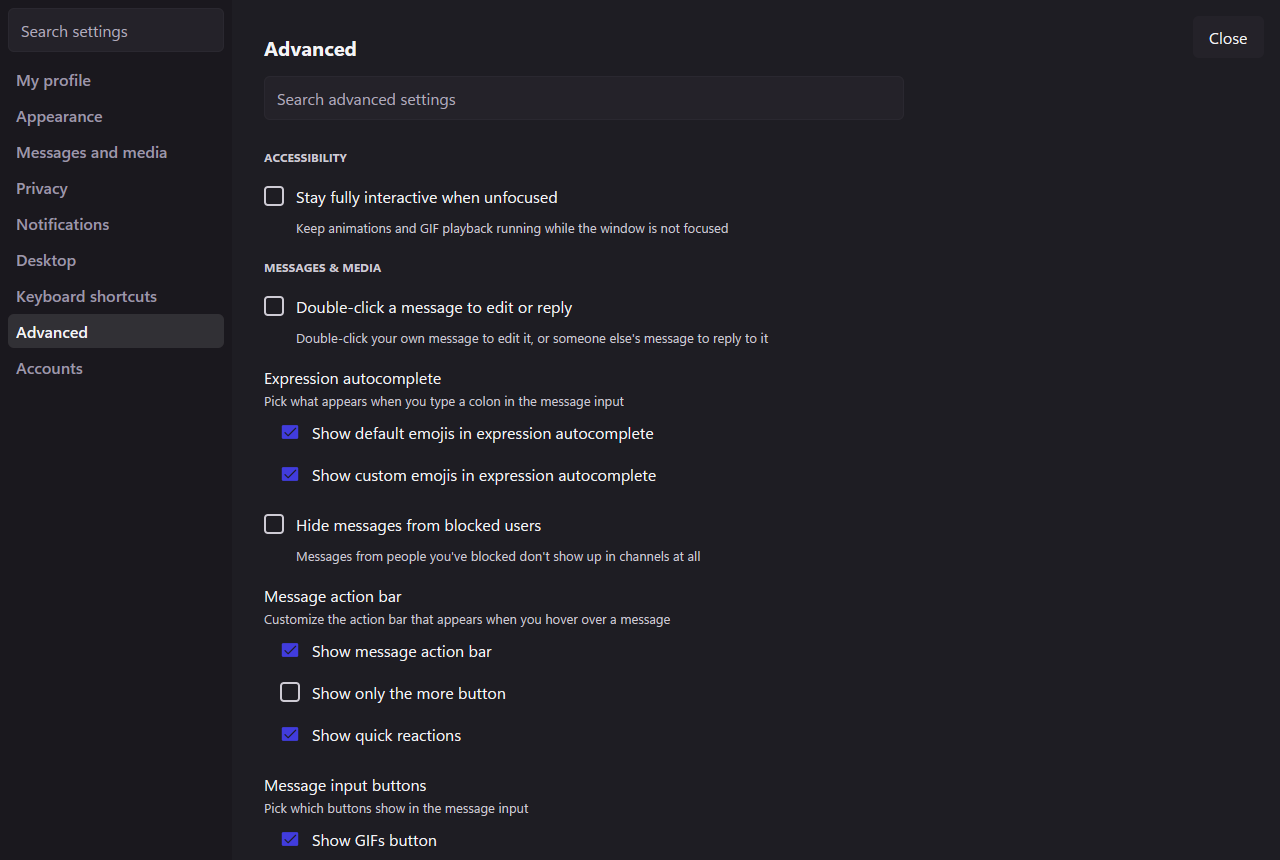 Search settings
My profile
Appearance
Messages and media
Privacy
Notifications
Desktop
Keyboard shortcuts
Advanced
Accounts
Advanced
Close
Search advanced settings
ACCESSIBILITY
Stay fully interactive when unfocused
Keep animations and GIF playback running while the window is not focused
MESSAGES & MEDIA
Double-click a message to edit or reply
Double-click your own message to edit it, or someone else's message to reply to it
Expression autocomplete
Pick what appears when you type a colon in the message input
Show default emojis in expression autocomplete
Show custom emojis in expression autocomplete
Hide messages from blocked users
Messages from people you've blocked don't show up in channels at all
Message action bar
Customize the action bar that appears when you hover over a message
Show message action bar
Show only the more button
Show quick reactions
Message input buttons
Pick which buttons show in the message input
Show GIFs button